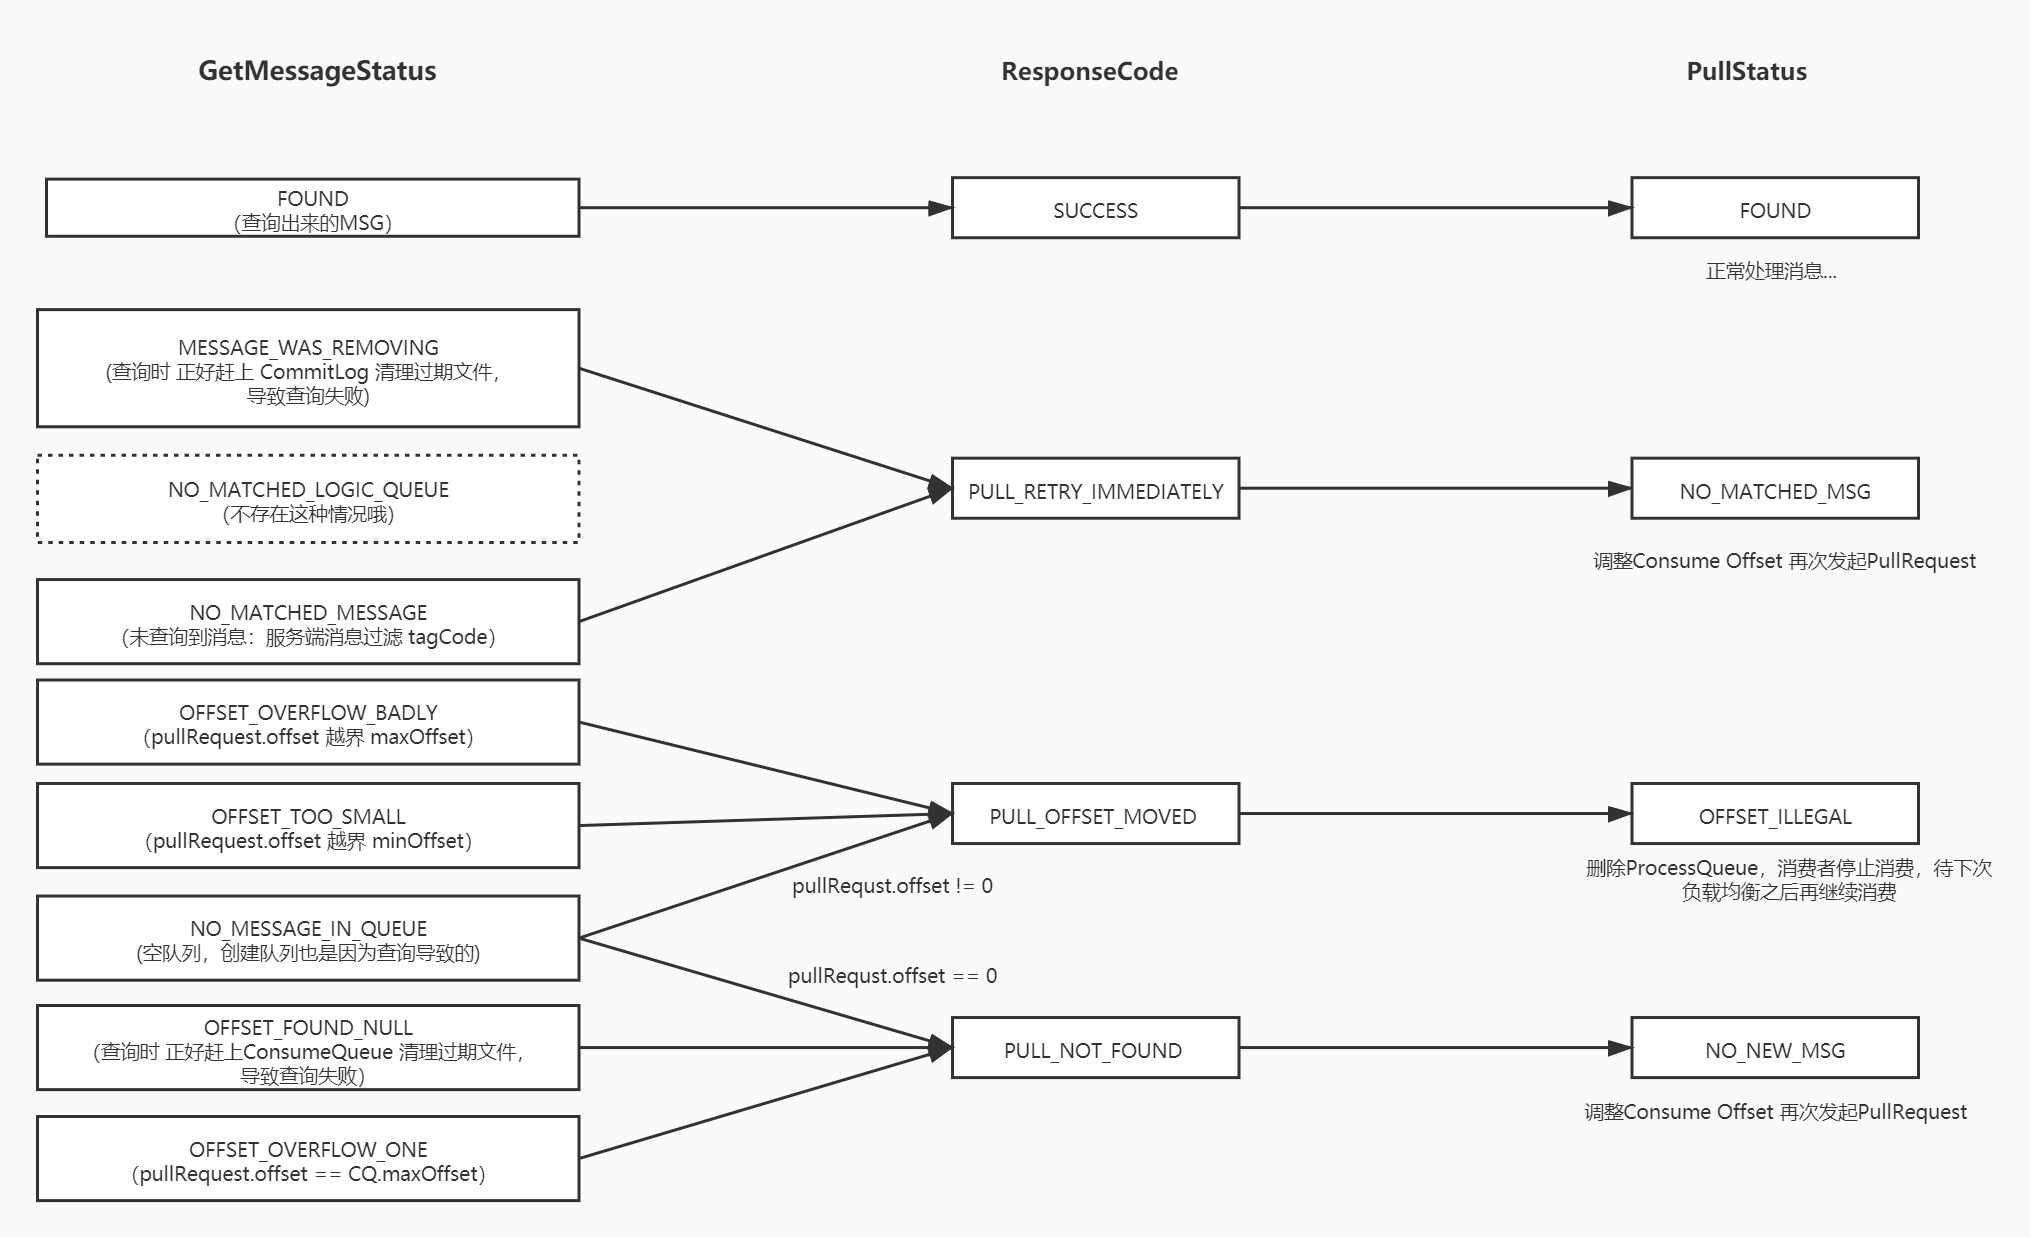 GetMessageStatus
ResponseCode
PullStatus
FOUND
（查询出来的MSG）
SUCCESS
FOUND
正常处理消息...
MESSAGE_WAS_REMOVING
(查询时 正好赶上 CommitLog 清理过期文件，
导致查询失败)
NO_MATCHED_LOGIC_QUEUE
(不存在这种情况哦)
PULL_RETRY_IMMEDIATELY
NO_MATCHED_MSG
调整Consume Offset 再次发起PullRequest
NO_MATCHED_MESSAGE
（未查询到消息：服务端消息过滤 tagCode）
OFFSET_OVERFLOW_BADLY
（pullRequest.offset 越界 maxOffset）
OFFSET_TOO_SMALL
（pullRequest.offset 越界 minOffset）
PULL_OFFSET_MOVED
OFFSET_ILLEGAL
删除ProcessQueue，消费者停止消费，待下次
负载均衡之后再继续消费
pullRequst.offset != 0
NO_MESSAGE_IN_QUEUE
(空队列，创建队列也是因为查询导致的)
pullRequst.offset == 0
OFFSET_FOUND_NULL
（查询时 正好赶上ConsumeQueue 清理过期文件，
导致查询失败）
PULL_NOT_FOUND
NO_NEW_MSG
调整Consume Offset 再次发起PullRequest
OFFSET_OVERFLOW_ONE
（pullRequest.offset == CQ.maxOffset）